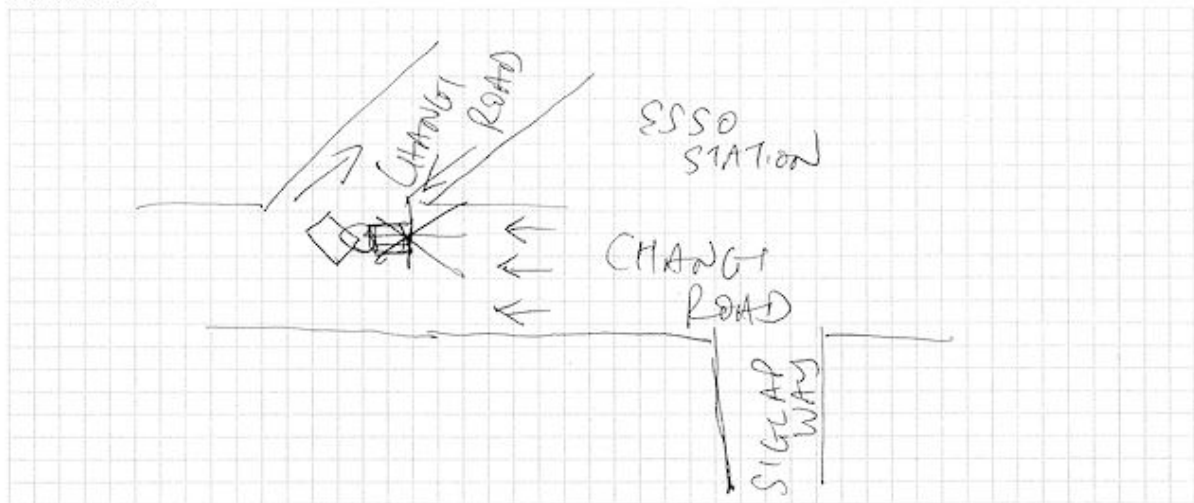 CHANGI
ROAD
ESSO
STATION
CHANGI
ROAD
SIGLAP
WAY